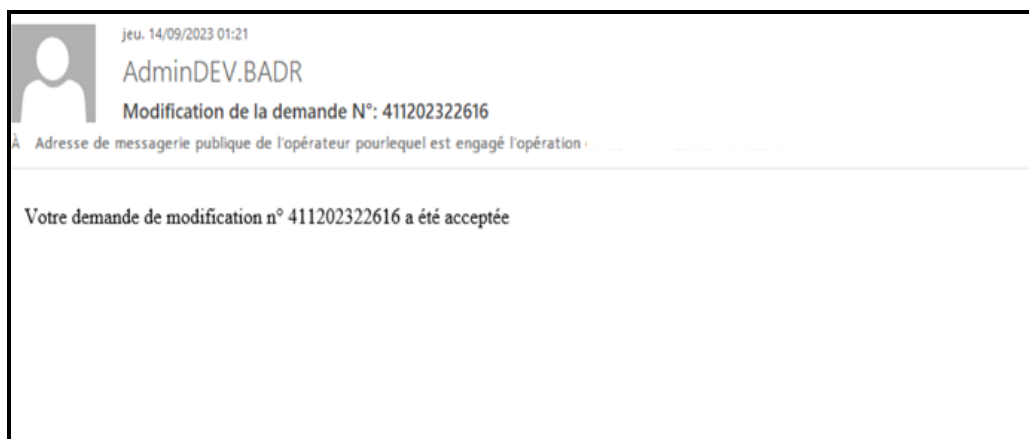 jeu. 14/09/2023 01:21
AdminDEV.BADR
Modification de la demande N°: 411202322616
À Adresse de messagerie publique de l'opérateur pourlequel est engagé l'opération
Votre demande de modification n° 411202322616 a été acceptée